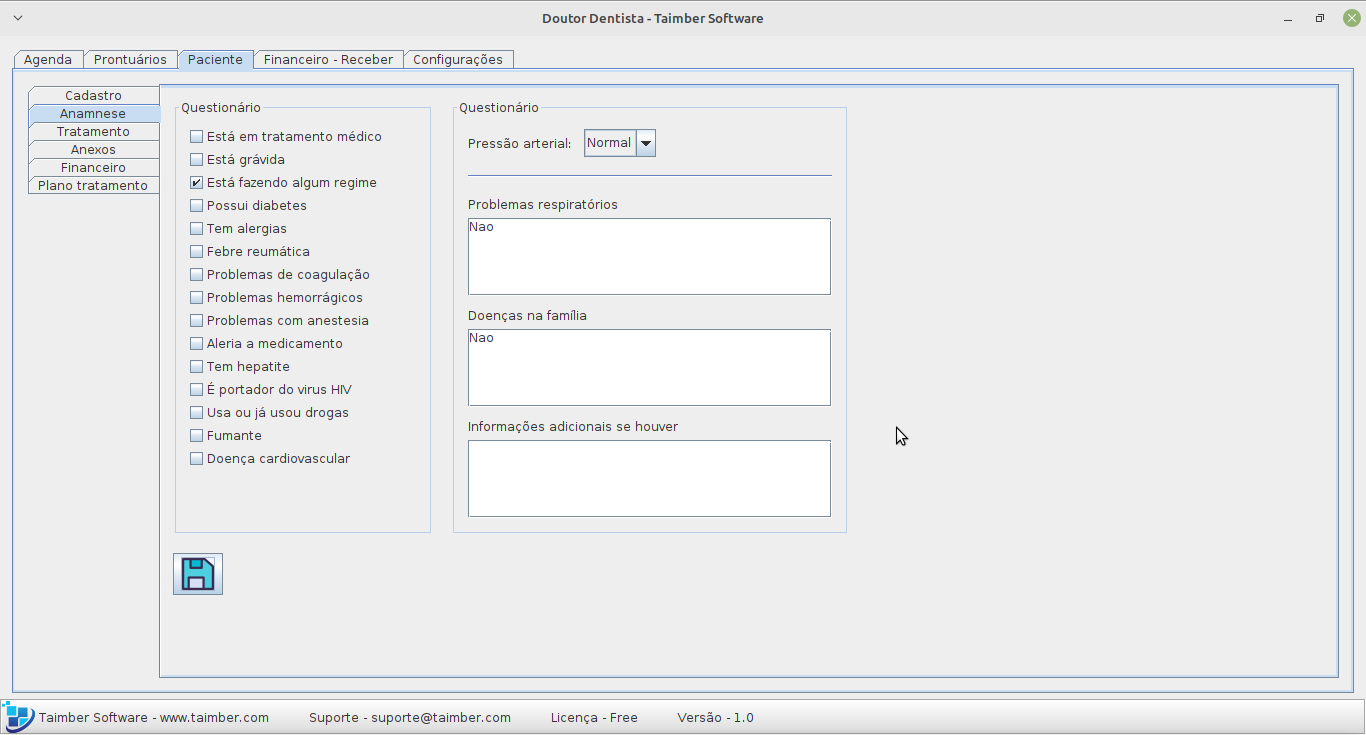 Doutor Dentista - Taimber Software
Agenda Prontuários Paciente Financeiro - Receber Configurações
Cadastro
Anamnese
Tratamento
Anexos
Financeiro
Plano tratamento
Questionário
Está em tratamento médico
Está grávida
Está fazendo algum regime
Possui diabetes
Tem alergias
Febre reumática
Problemas de coagulação
Problemas hemorrágicos
Problemas com anestesia
Aleria a medicamento
Tem hepatite
É portador do virus HIV
Usa ou já usou drogas
Fumante
Doença cardiovascular
Questionário
Pressão arterial: Normal
Problemas respiratórios
Nao
Doenças na família
Nao
Informações adicionais se houver
Taimber Software - www.taimber.com Suporte - suporte@taimber.com Licença - Free Versão - 1.0